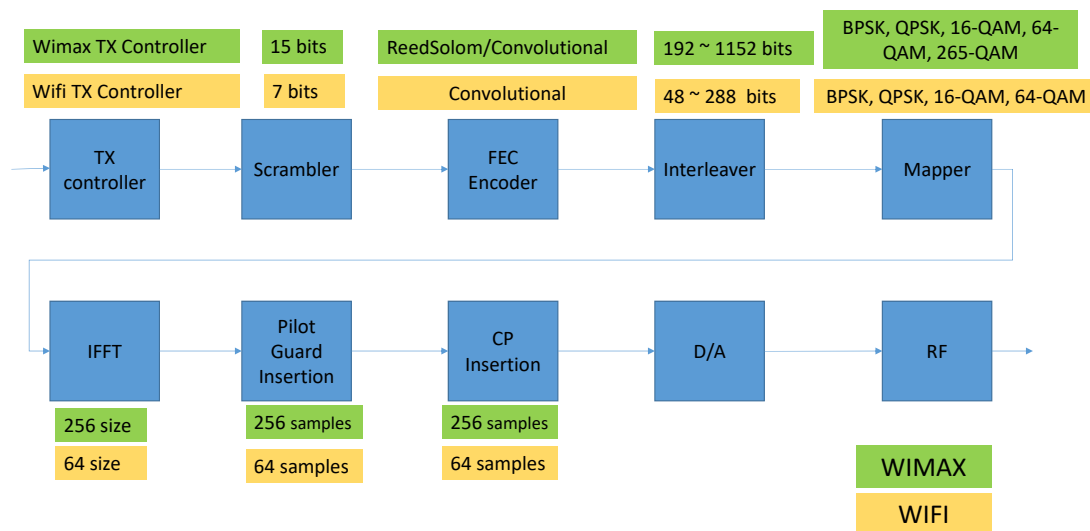 Wimax TX Controller
15 bits
ReedSolom/Convolutional
192 ~ 1152 bits
BPSK, QPSK, 16-QAM, 64-
QAM, 265-QAM
Wifi TX Controller
7 bits
Convolutional
48 ~ 288 bits
BPSK, QPSK, 16-QAM, 64-QAM
TX
controller
Scrambler
FEC
Encoder
Interleaver
Mapper
IFFT
Pilot
Guard
Insertion
CP
Insertion
D/A
RF
256 size
256 samples
256 samples
64 size
64 samples
64 samples
WIMAX
WIFI